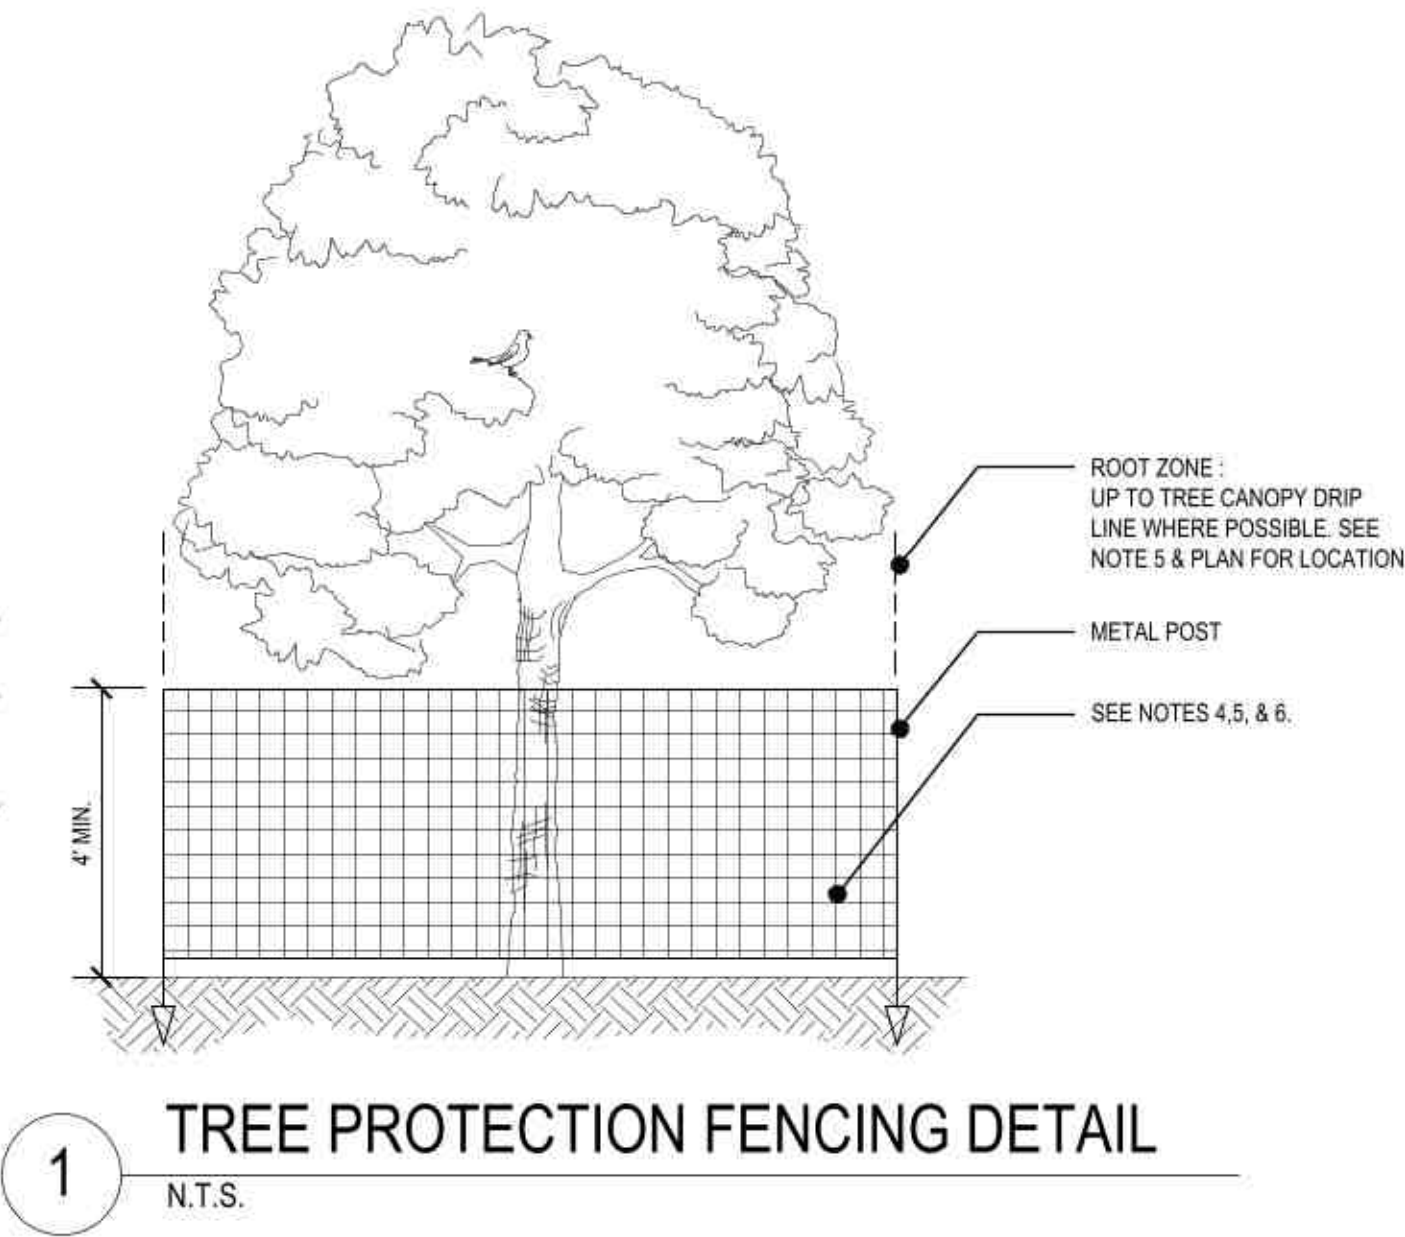 ROOT ZONE :
UP TO TREE CANOPY DRIP
LINE WHERE POSSIBLE. SEE
NOTE 5 & PLAN FOR LOCATION
METAL POST
SEE NOTES 4,5, & 6.
4' MIN.
1
TREE PROTECTION FENCING DETAIL
N.T.S.